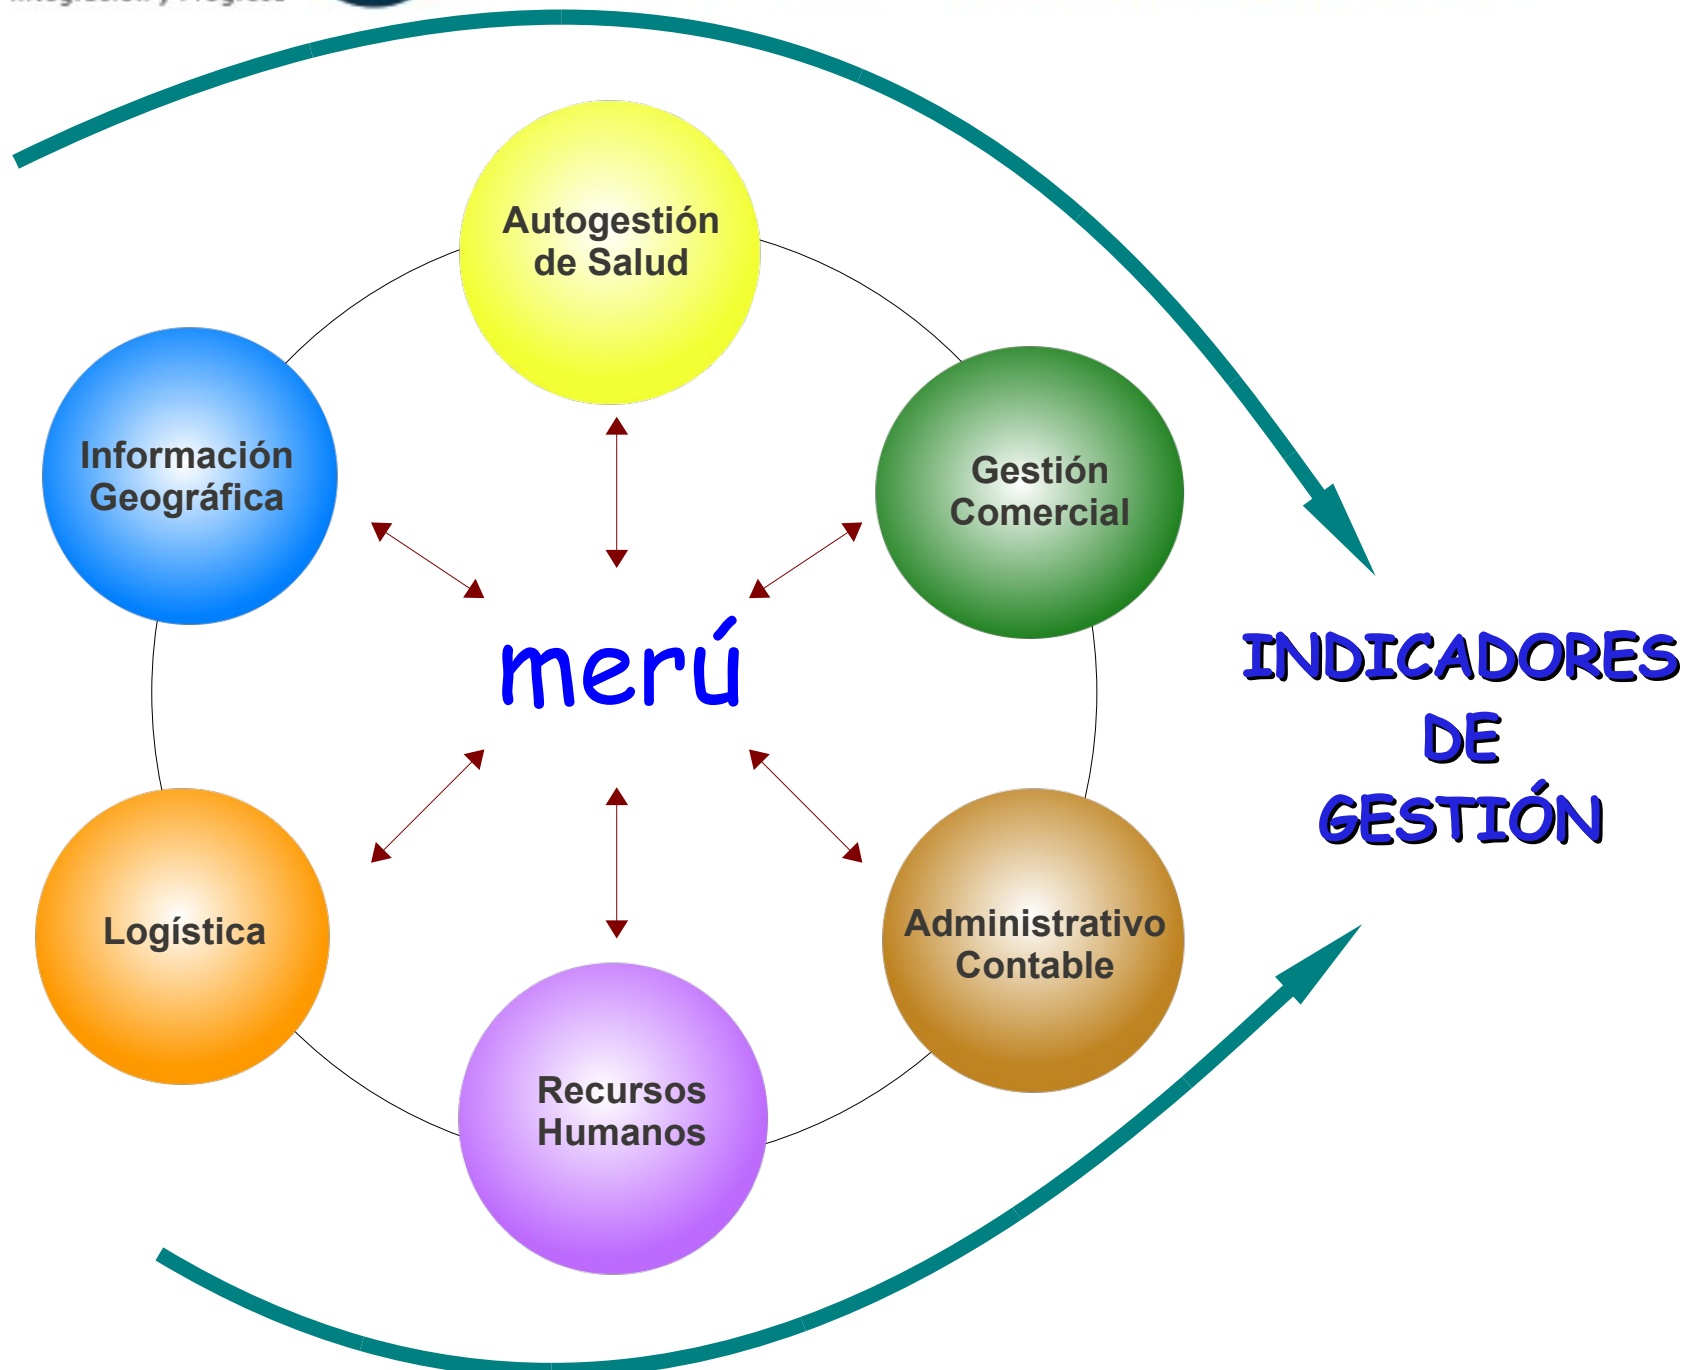 Autogestión
de Salud
Información
Geográfica
Gestión
Comercial
merú
INDICADORES
DE
GESTIÓN
Logística
Administrativo
Contable
Recursos
Humanos